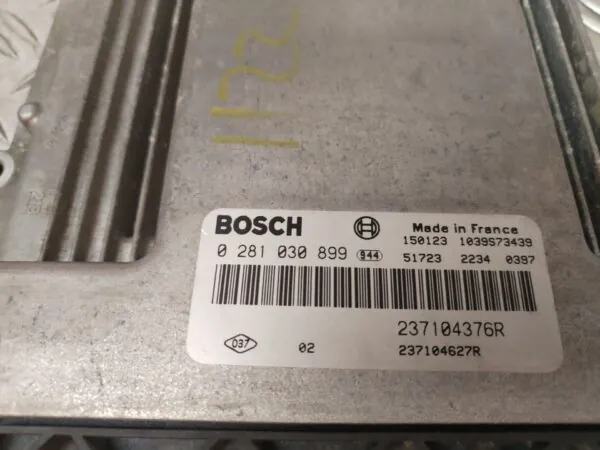 1122
BOSCH Made in France
150123 1039S73439
0 281 030 899 944 51723 2234 0397
237104376R
037 02 237104627R